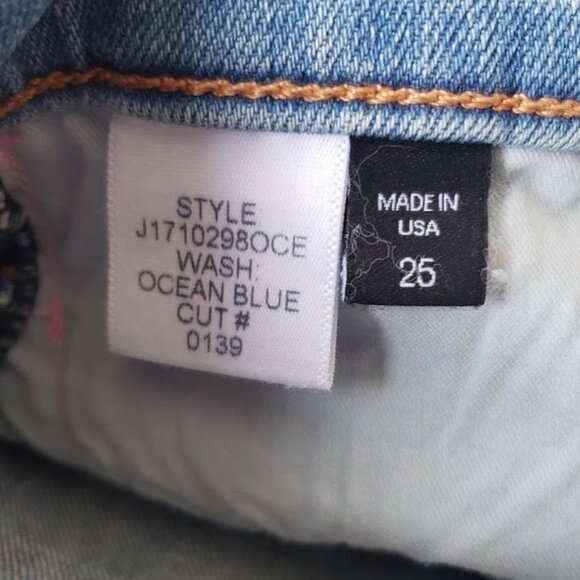 STYLE
J1710298OCE
WASH:
OCEAN BLUE
CUT #
0139
MADE IN
USA
25